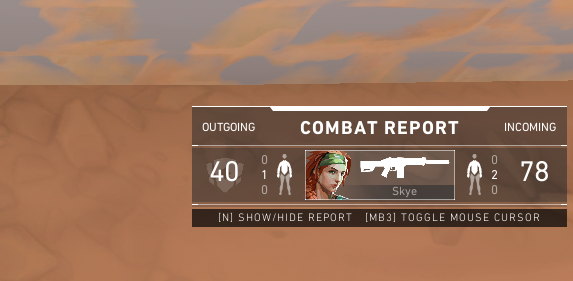 OUTGOING COMBAT REPORT INCOMING
40 0 1 0 Skye 0 2 0 78
[N] SHOW/HIDE REPORT [MB3] TOGGLE MOUSE CURSOR